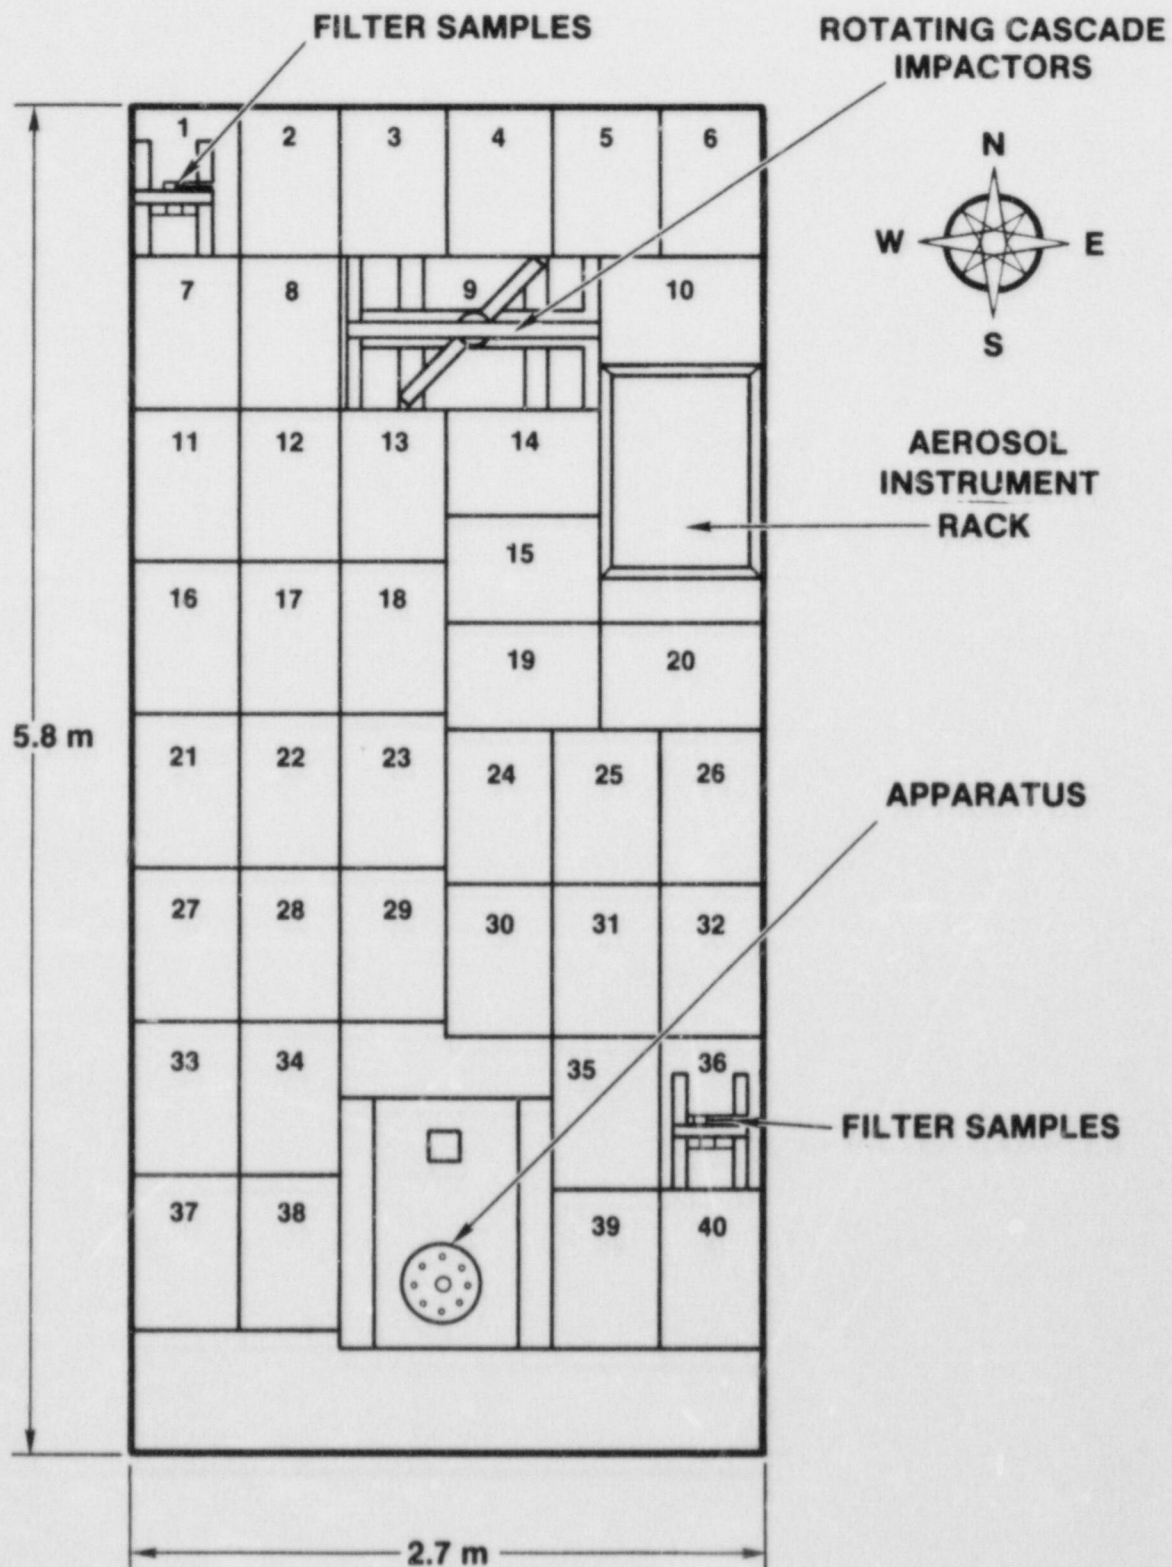 FILTER SAMPLES
ROTATING CASCADE
IMPACTORS
1 2 3 4 5 6
N
W E
S
7 8 9 10
11 12 13 14
AEROSOL
INSTRUMENT
RACK
15
16 17 18
19 20
5.8 m
21 22 23
24 25 26
APPARATUS
27 28 29
30 31 32
33 34 35 36
FILTER SAMPLES
37 38
39 40
2.7 m